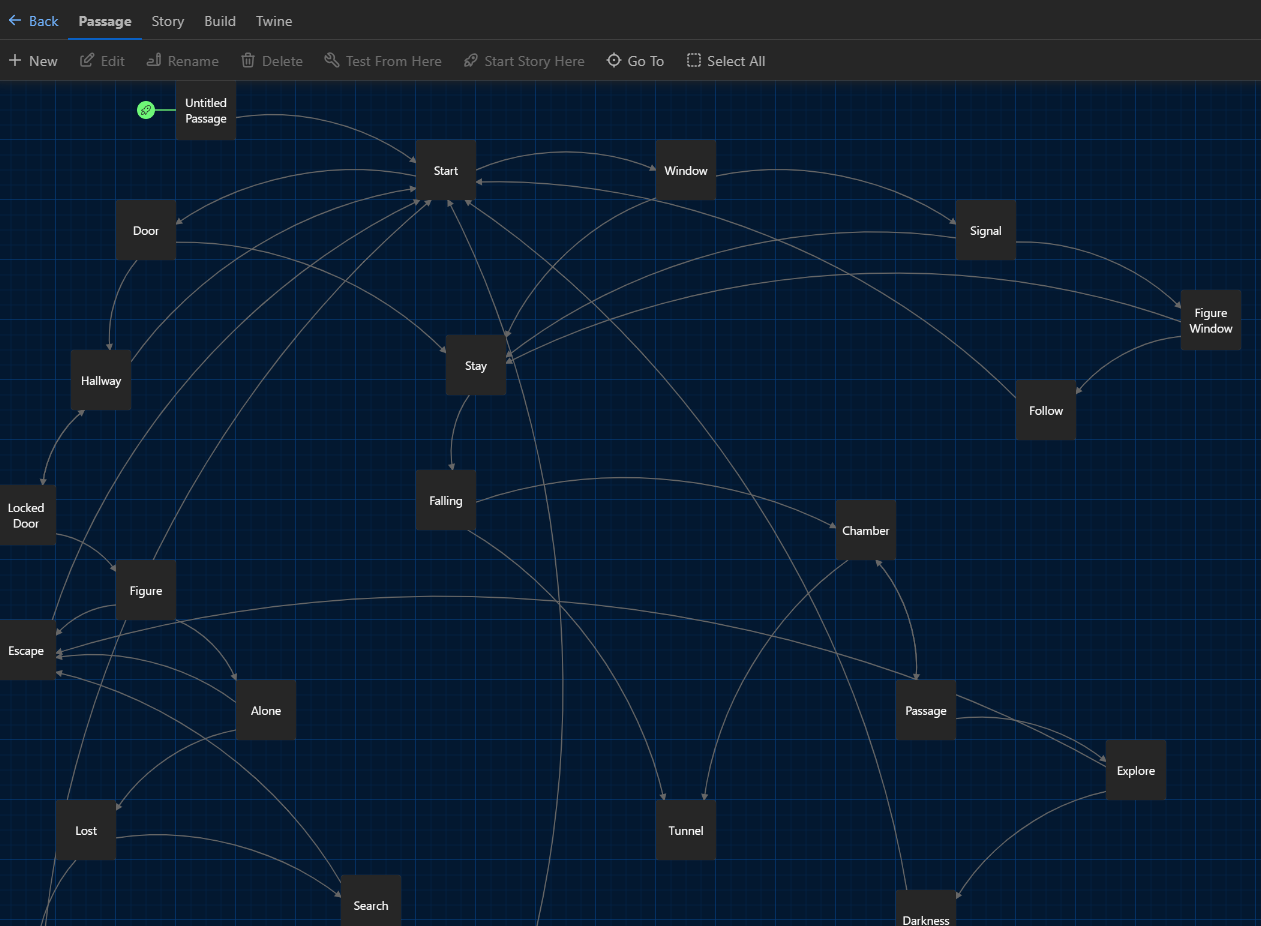 Back Passage Story Build Twine
New Edit Rename Delete Test From Here Start Story Here Go To Select All
Untitled
Passage
Start
Window
Door
Signal
Figure
Window
Stay
Hallway
Follow
Falling
Locked
Door
Chamber
Figure
Escape
Alone
Passage
Explore
Lost
Tunnel
Search
Darkness